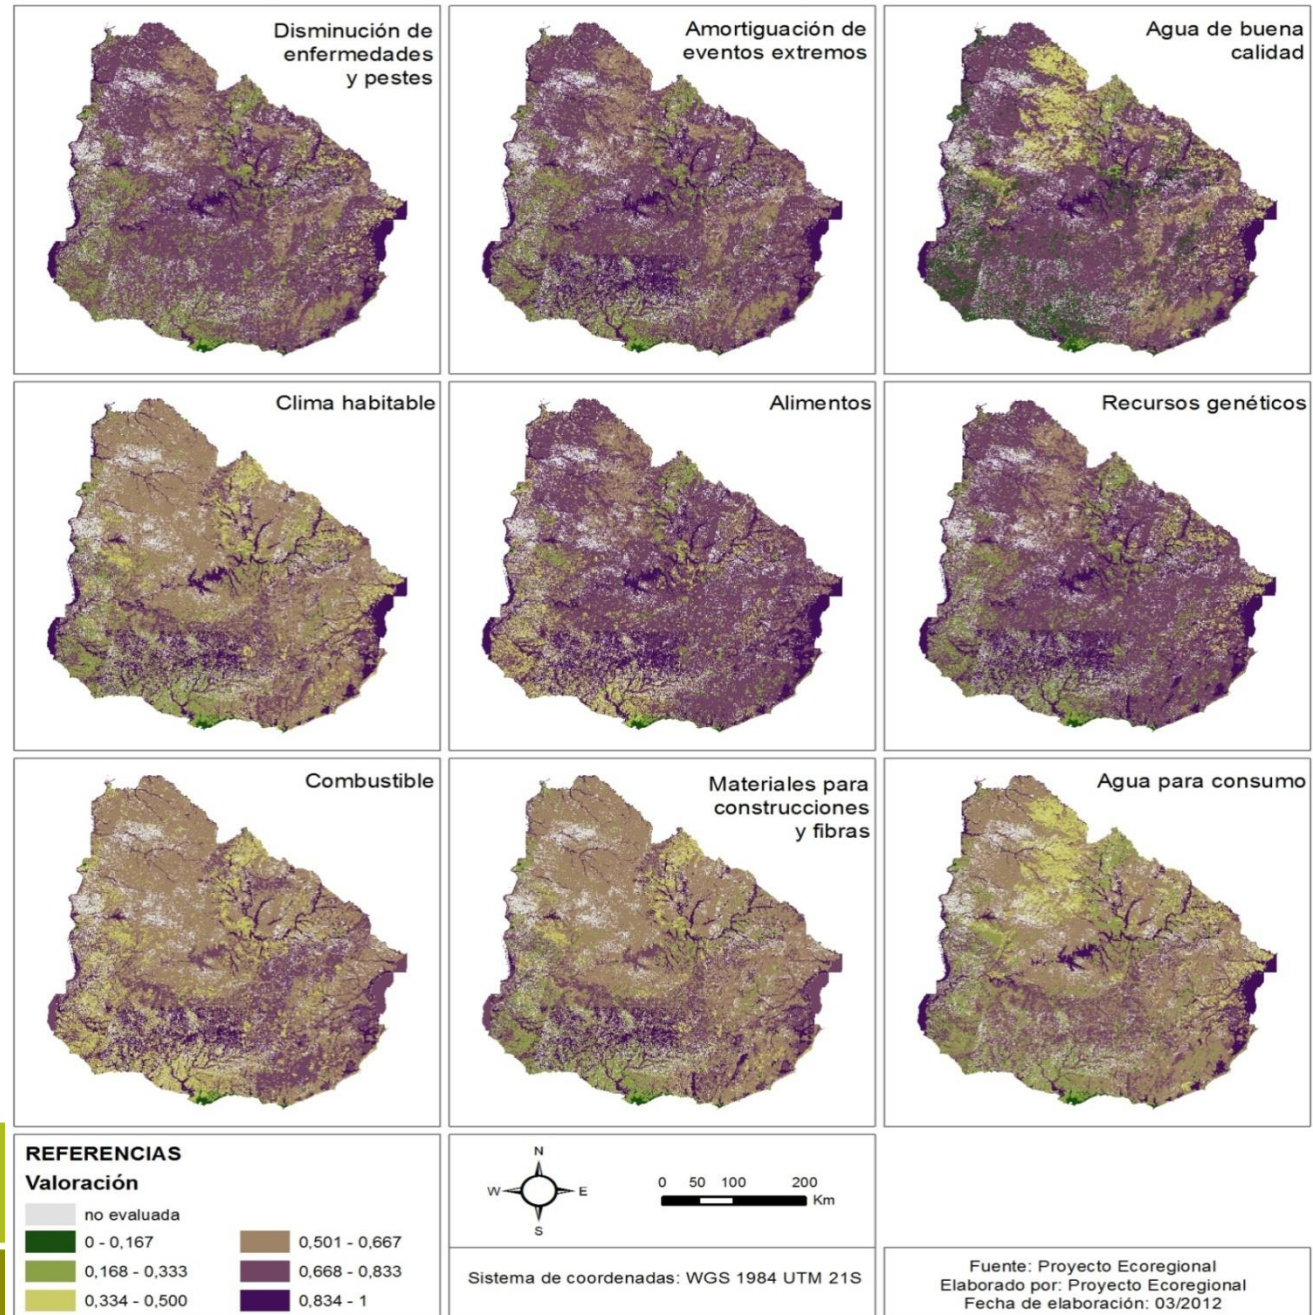 Disminución de
enfermedades
y pestes
Amortiguación de
eventos extremos
Agua de buena
calidad
Clima habitable
Alimentos
Recursos genéticos
Combustible
Materiales para
construcciones
y fibras
Agua para consumo
REFERENCIAS
Valoración
no evaluada
0 - 0,167
0,168 - 0,333
0,334 - 0,500
0,501 - 0,667
0,668 - 0,833
0,834 - 1
N
W E
S
0 50 100 200
Km
Sistema de coordenadas: WGS 1984 UTM 21S
Fuente: Proyecto Ecoregional
Elaborado por: Proyecto Ecoregional
Fecha de elaboración: 03/2012